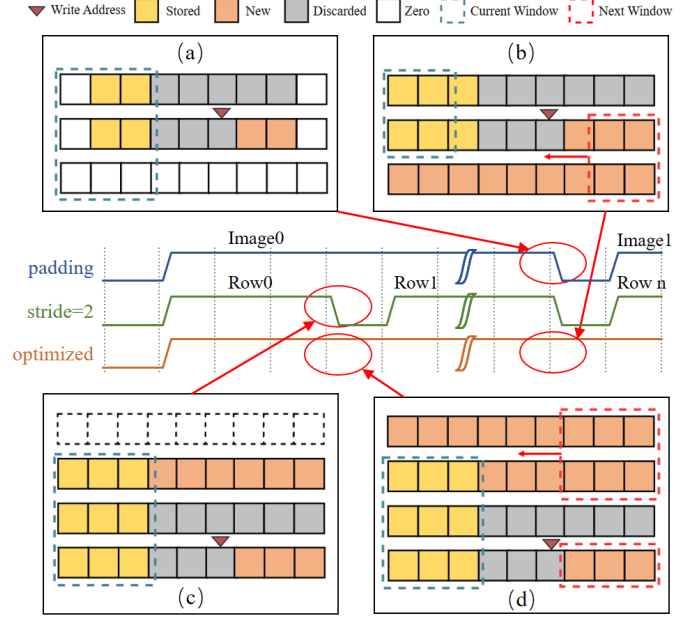 Write Address Stored New Discarded Zero Current Window Next Window
(a)
(b)
Image0 Image1
padding
Row0 Row1 Row n
stride=2
optimized
(c)
(d)